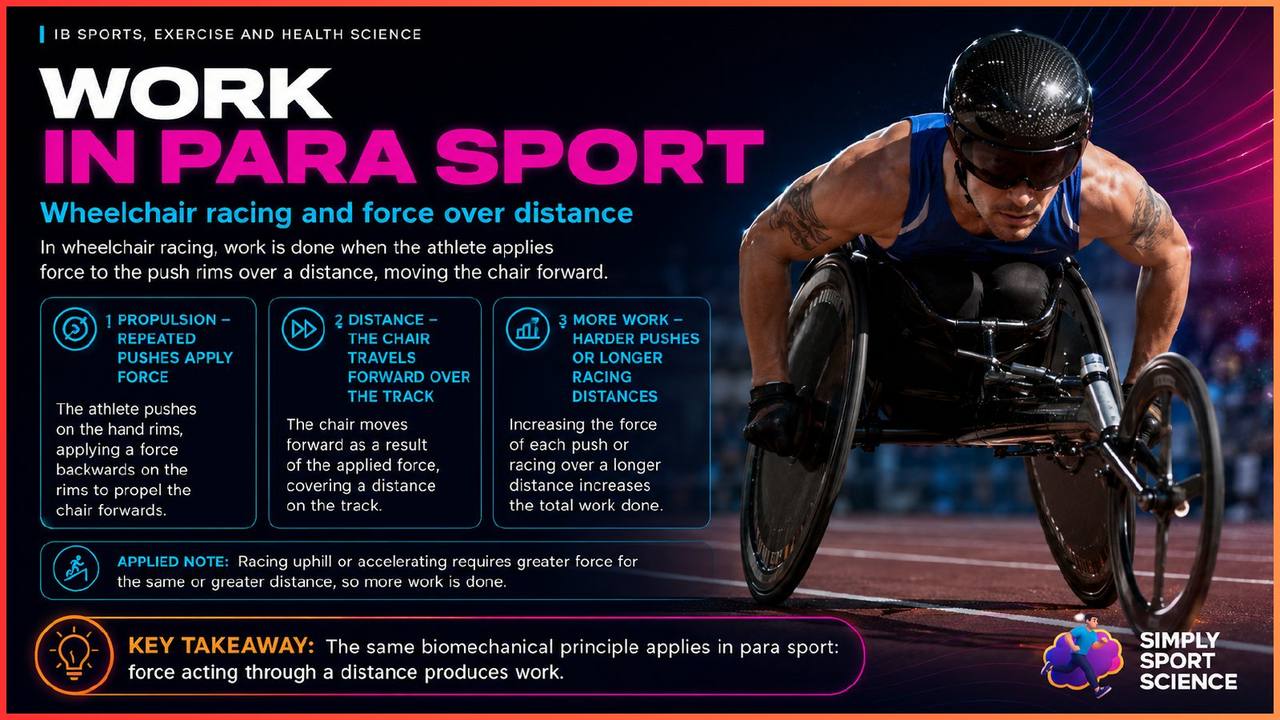 IB SPORTS, EXERCISE AND HEALTH SCIENCE
WORK
IN PARA SPORT
Wheelchair racing and force over distance
In wheelchair racing, work is done when the athlete applies
force to the push rims over a distance, moving the chair forward.
1 PROPULSION –
REPEATED
PUSHES APPLY
FORCE
The athlete pushes
on the hand rims,
applying a force
backwards on the
rims to propel the
chair forwards.
2 DISTANCE –
THE CHAIR
TRAVELS
FORWARD OVER
THE TRACK
The chair moves
forward as a result
of the applied force,
covering a distance
on the track.
3 MORE WORK –
HARDER PUSHES
OR LONGER
RACING
DISTANCES
Increasing the force
of each push or
racing over a longer
distance increases
the total work done.
APPLIED NOTE: Racing uphill or accelerating requires greater force for
the same or greater distance, so more work is done.
KEY TAKEAWAY: The same biomechanical principle applies in para sport:
force acting through a distance produces work.
SIMPLY
SPORT
SCIENCE